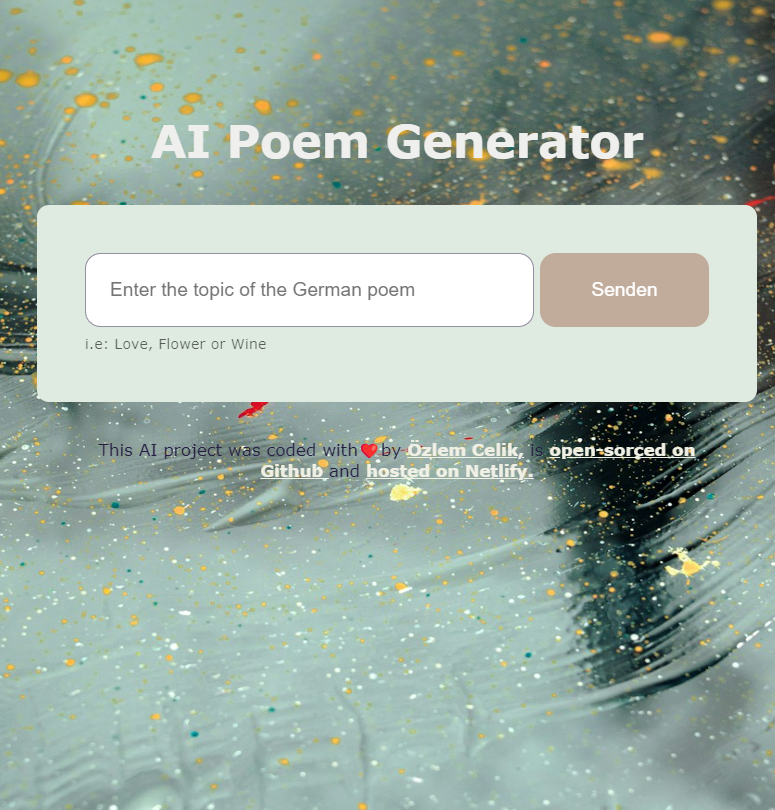 AI Poem Generator
Enter the topic of the German poem
Senden
i.e: Love, Flower or Wine
This AI project was coded with❤️by Özlem Celik, is open-sorced on
Github and hosted on Netlify.